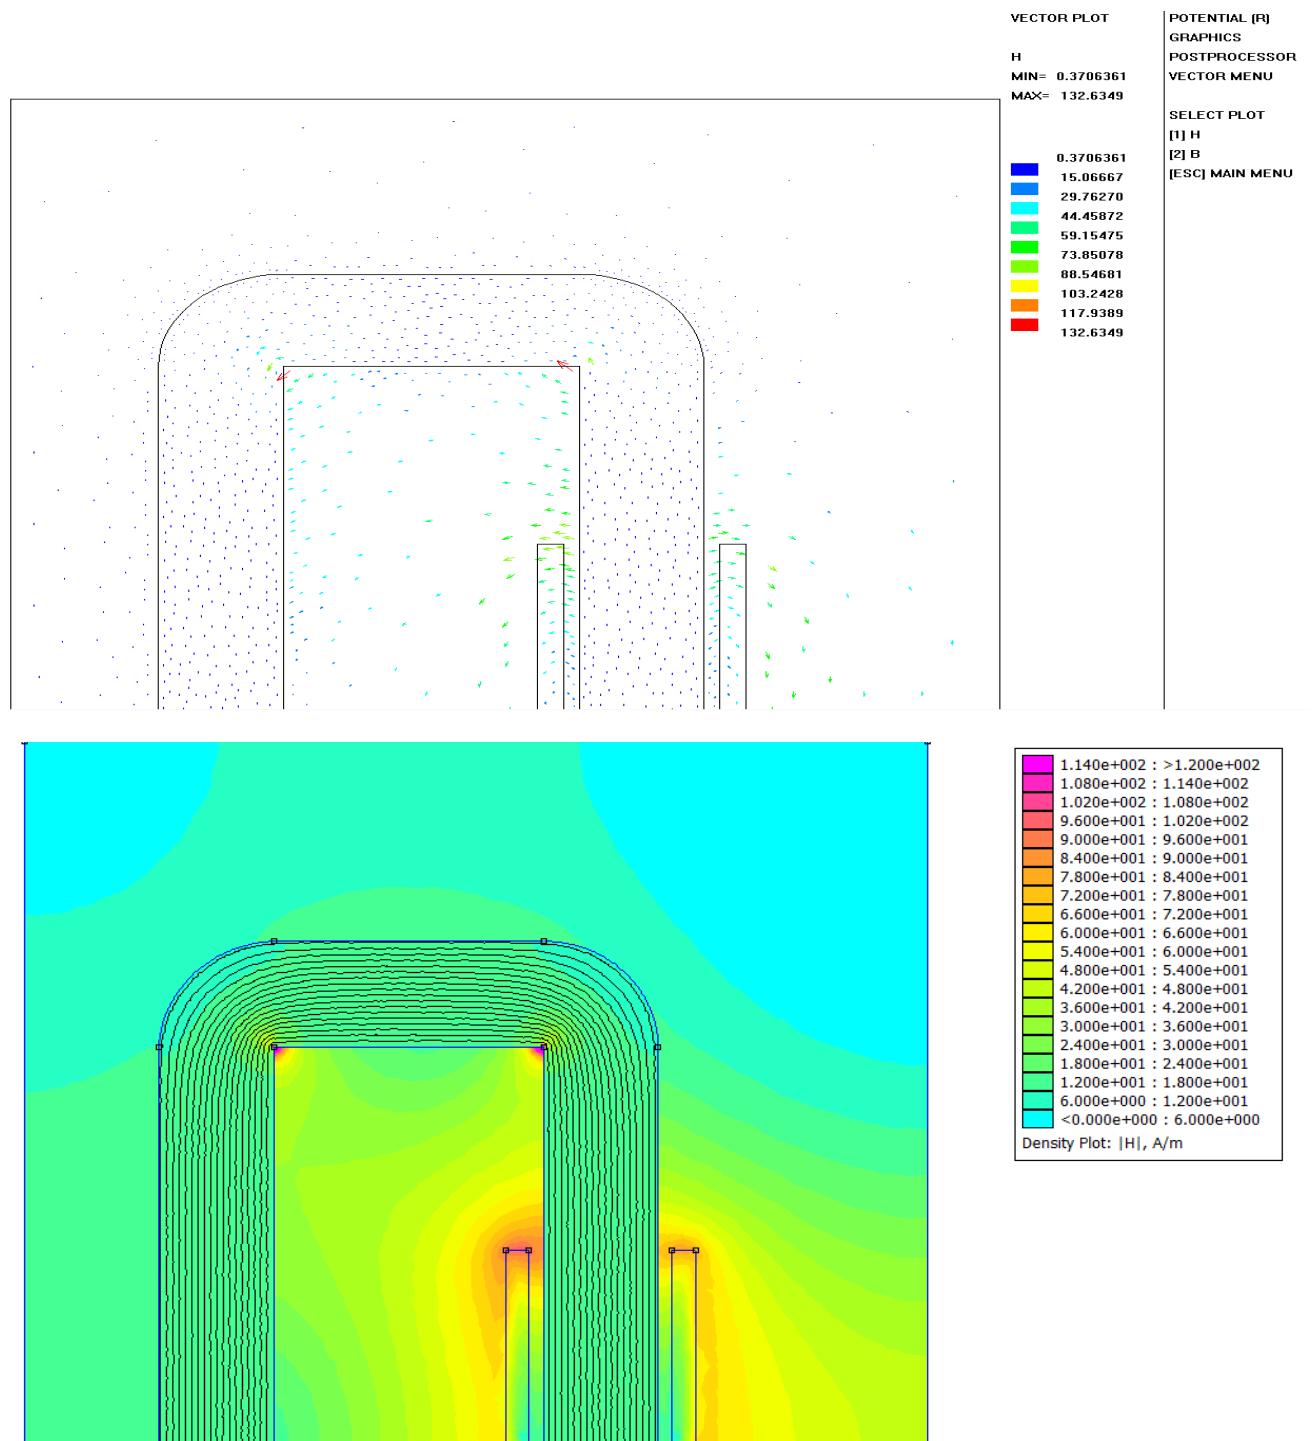 VECTOR PLOT
H
MIN= 0.3706361
MAX= 132.6349
0.3706361
15.06667
29.76270
44.45872
59.15475
73.85078
88.54681
103.2428
117.9389
132.6349
POTENTIAL (R)
GRAPHICS
POSTPROCESSOR
VECTOR MENU
SELECT PLOT
[1] H
[2] B
[ESC] MAIN MENU
1.140e+002 : >1.200e+002
1.080e+002 : 1.140e+002
1.020e+002 : 1.080e+002
9.600e+001 : 1.020e+002
9.000e+001 : 9.600e+001
8.400e+001 : 9.000e+001
7.800e+001 : 8.400e+001
7.200e+001 : 7.800e+001
6.600e+001 : 7.200e+001
6.000e+001 : 6.600e+001
5.400e+001 : 6.000e+001
4.800e+001 : 5.400e+001
4.200e+001 : 4.800e+001
3.600e+001 : 4.200e+001
3.000e+001 : 3.600e+001
2.400e+001 : 3.000e+001
1.800e+001 : 2.400e+001
1.200e+001 : 1.800e+001
6.000e+000 : 1.200e+001
<0.000e+000 : 6.000e+000
Density Plot: |H|, A/m